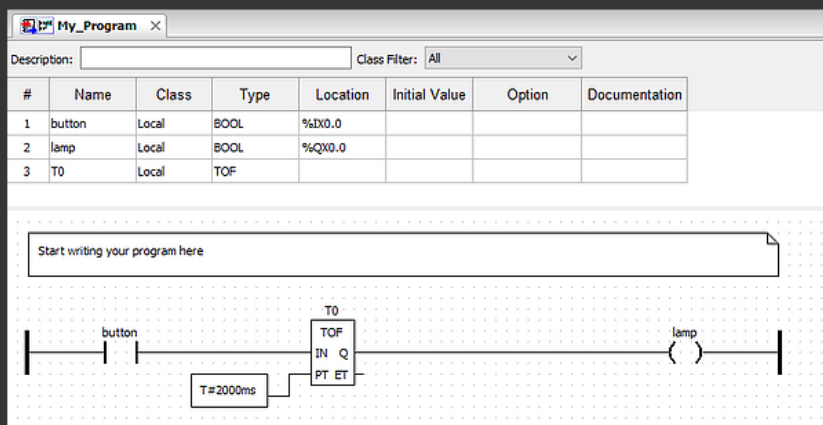 My_Program
Description: Class Filter: All
# Name Class Type Location Initial Value Option Documentation
1 button Local BOOL %IX0.0
2 lamp Local BOOL %QX0.0
3 T0 Local TOF
Start writing your program here
T0
button TOF lamp
IN Q
PT ET
T#2000ms